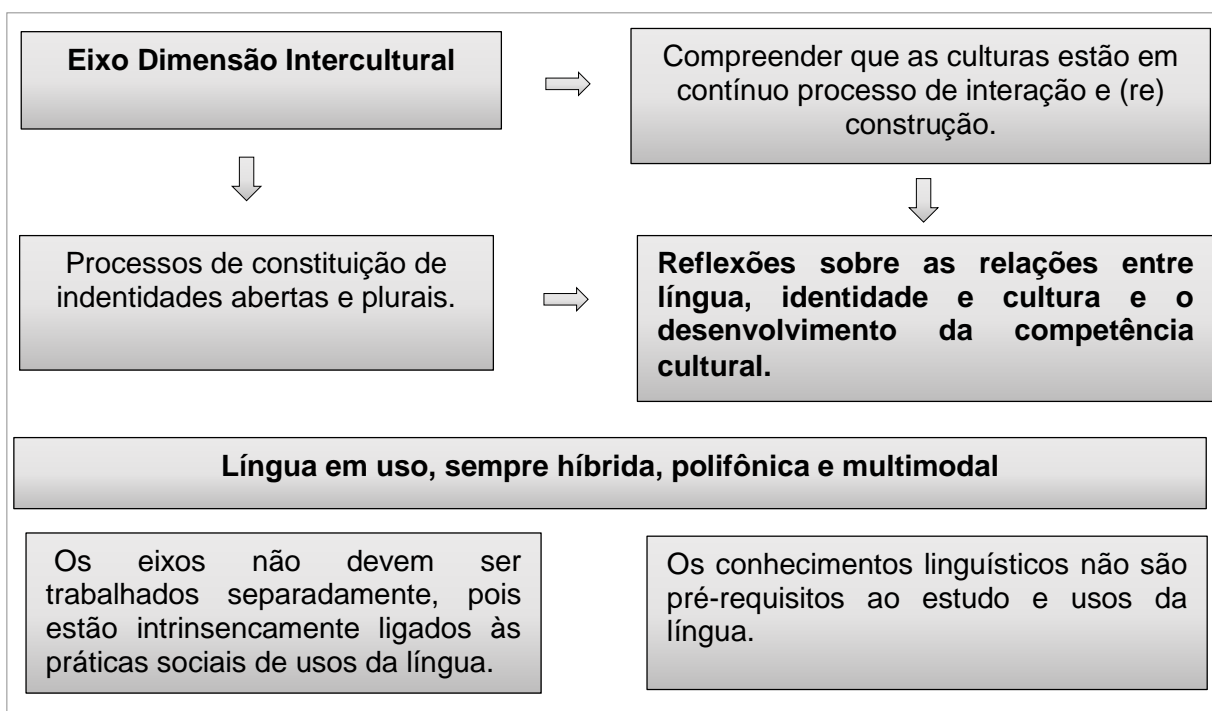 Eixo Dimensão Intercultural
Compreender que as culturas estão em
contínuo processo de interação e (re)
construção.
Processos de constituição de
indentidades abertas e plurais.
Reflexões sobre as relações entre
língua, identidade e cultura e o
desenvolvimento da competência
cultural.
Língua em uso, sempre híbrida, polifônica e multimodal
Os eixos não devem ser
trabalhados separadamente, pois
estão intrinsencamente ligados às
práticas sociais de usos da língua.
Os conhecimentos linguísticos não são
pré-requisitos ao estudo e usos da
língua.